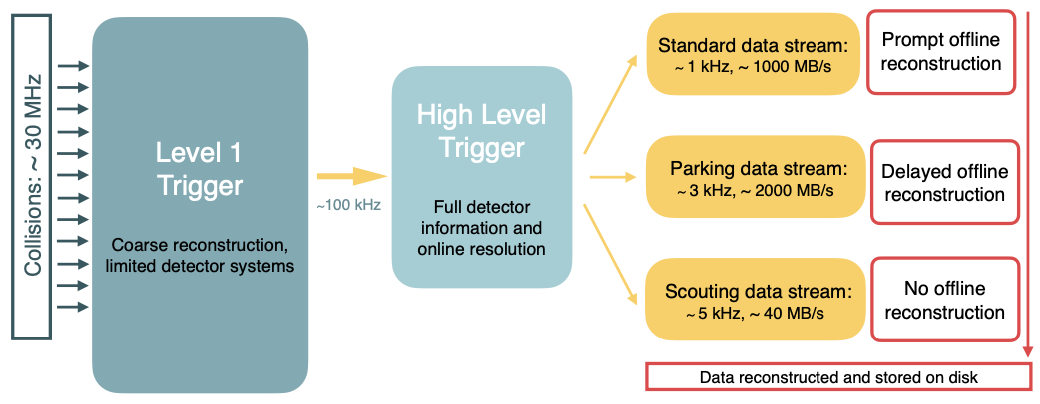 Collisions: ~ 30 MHz
Level 1
Trigger
Coarse reconstruction,
limited detector systems
~100 kHz
High Level
Trigger
Full detector
information and
online resolution
Standard data stream:
~ 1 kHz, ~ 1000 MB/s
Prompt offline
reconstruction
Parking data stream:
~ 3 kHz, ~ 2000 MB/s
Delayed offline
reconstruction
Scouting data stream:
~ 5 kHz, ~ 40 MB/s
No offline
reconstruction
Data reconstructed and stored on disk